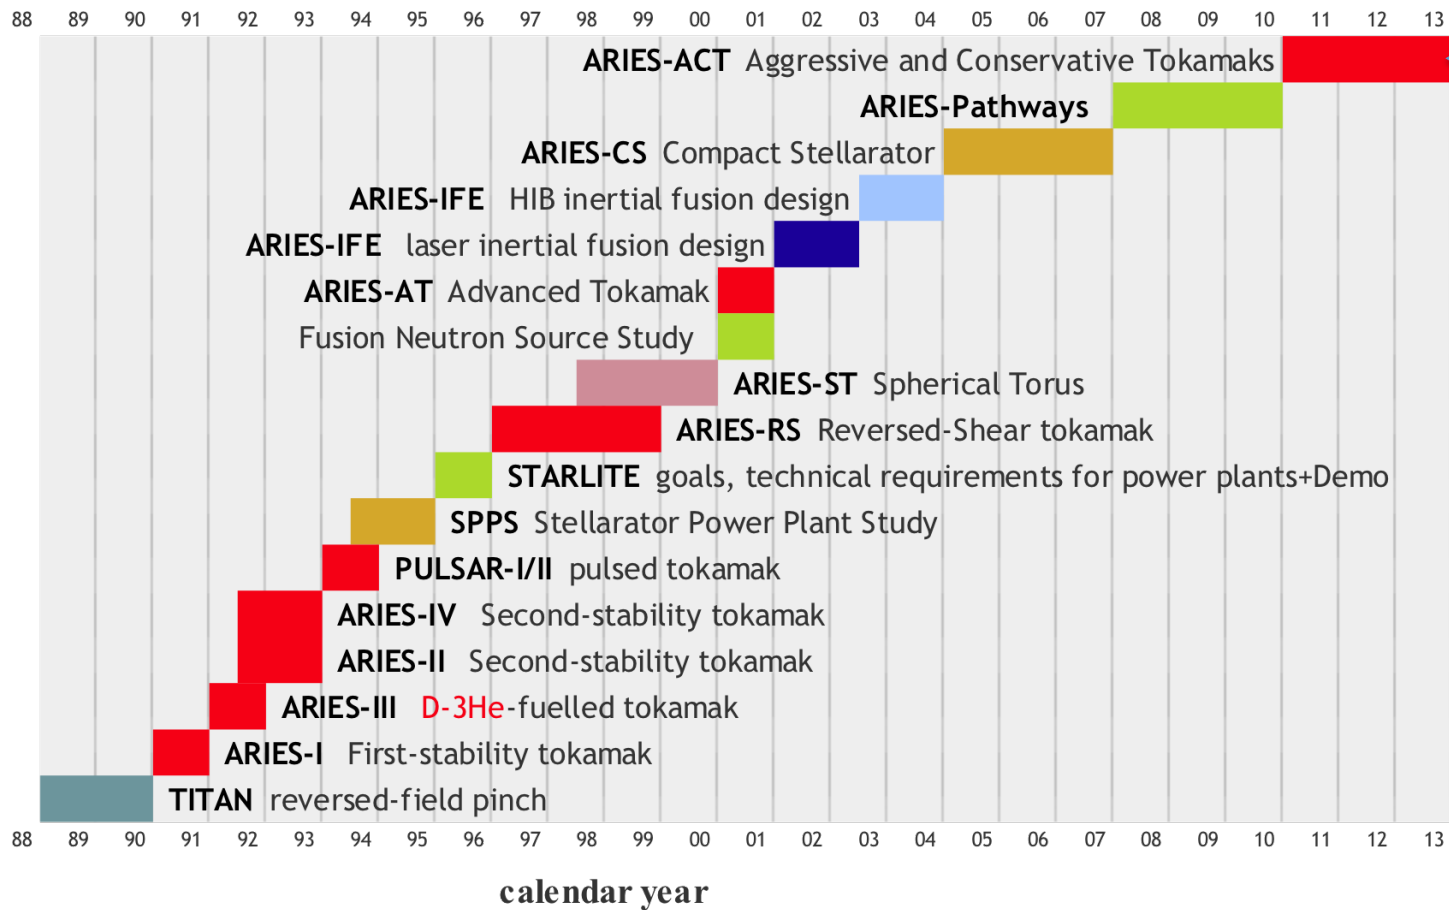 88 89 90 91 92 93 94 95 96 97 98 99 00 01 02 03 04 05 06 07 08 09 10 11 12 13
ARIES-ACT Aggressive and Conservative Tokamaks
ARIES-Pathways
ARIES-CS Compact Stellarator
ARIES-IFE HIB inertial fusion design
ARIES-IFE laser inertial fusion design
ARIES-AT Advanced Tokamak
Fusion Neutron Source Study
ARIES-ST Spherical Torus
ARIES-RS Reversed-Shear tokamak
STARLITE goals, technical requirements for power plants+Demo
SPPS Stellarator Power Plant Study
PULSAR-I/II pulsed tokamak
ARIES-IV Second-stability tokamak
ARIES-II Second-stability tokamak
ARIES-III D-3He-fuelled tokamak
ARIES-I First-stability tokamak
TITAN reversed-field pinch
88 89 90 91 92 93 94 95 96 97 98 99 00 01 02 03 04 05 06 07 08 09 10 11 12 13
calendar year